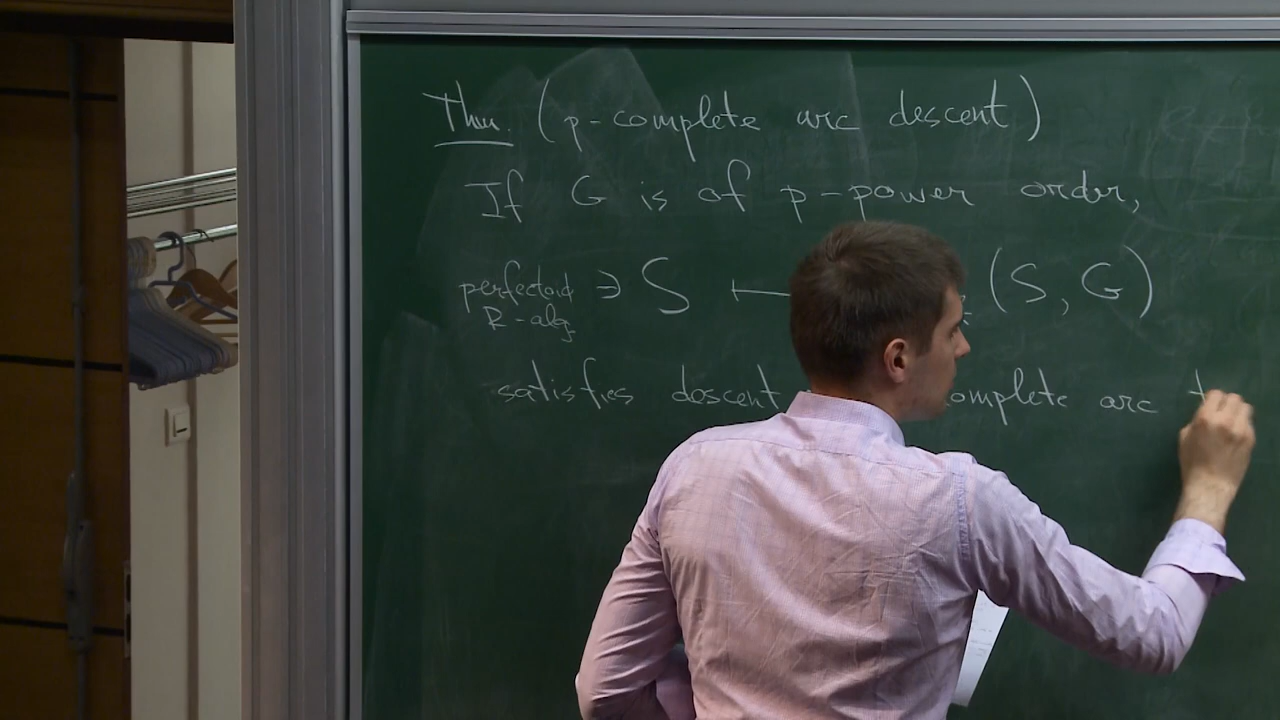 Thm. (p-complete arc descent)
If G is of p-power order,
perfectoid R-alg. ∋ S ⟼ (S, G)
satisfies descent omplete arc t